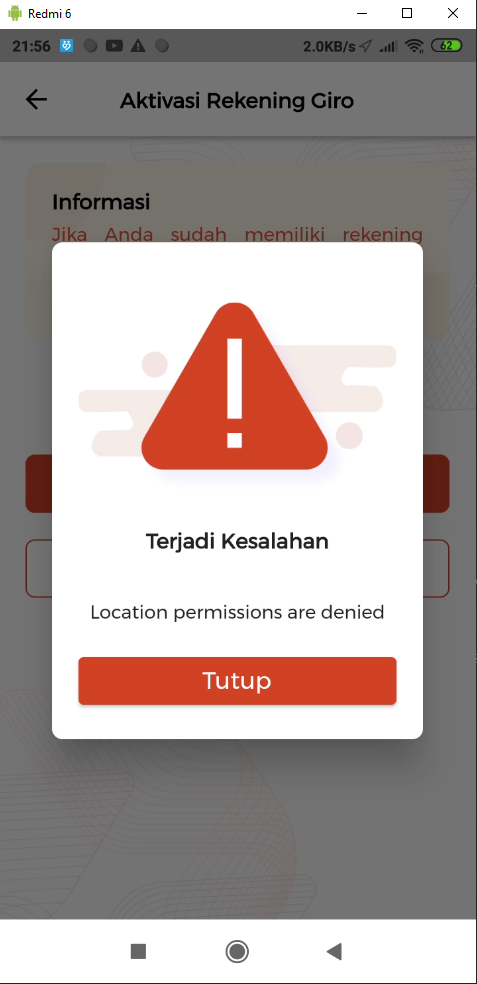 Redmi 6
21:56
2.0KB/s
62
Aktivasi Rekening Giro
Informasi
Jika Anda sudah memiliki rekening
Terjadi Kesalahan
Location permissions are denied
Tutup